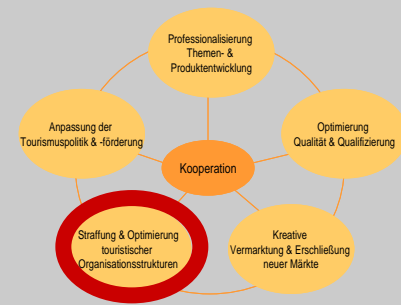 Professionalisierung
Themen- &
Produktentwicklung
Anpassung der
Tourismuspolitik & -förderung
Optimierung
Qualität & Qualifizierung
Kooperation
Straffung & Optimierung
touristischer
Organisationsstrukturen
Kreative
Vermarktung & Erschließung
neuer Märkte